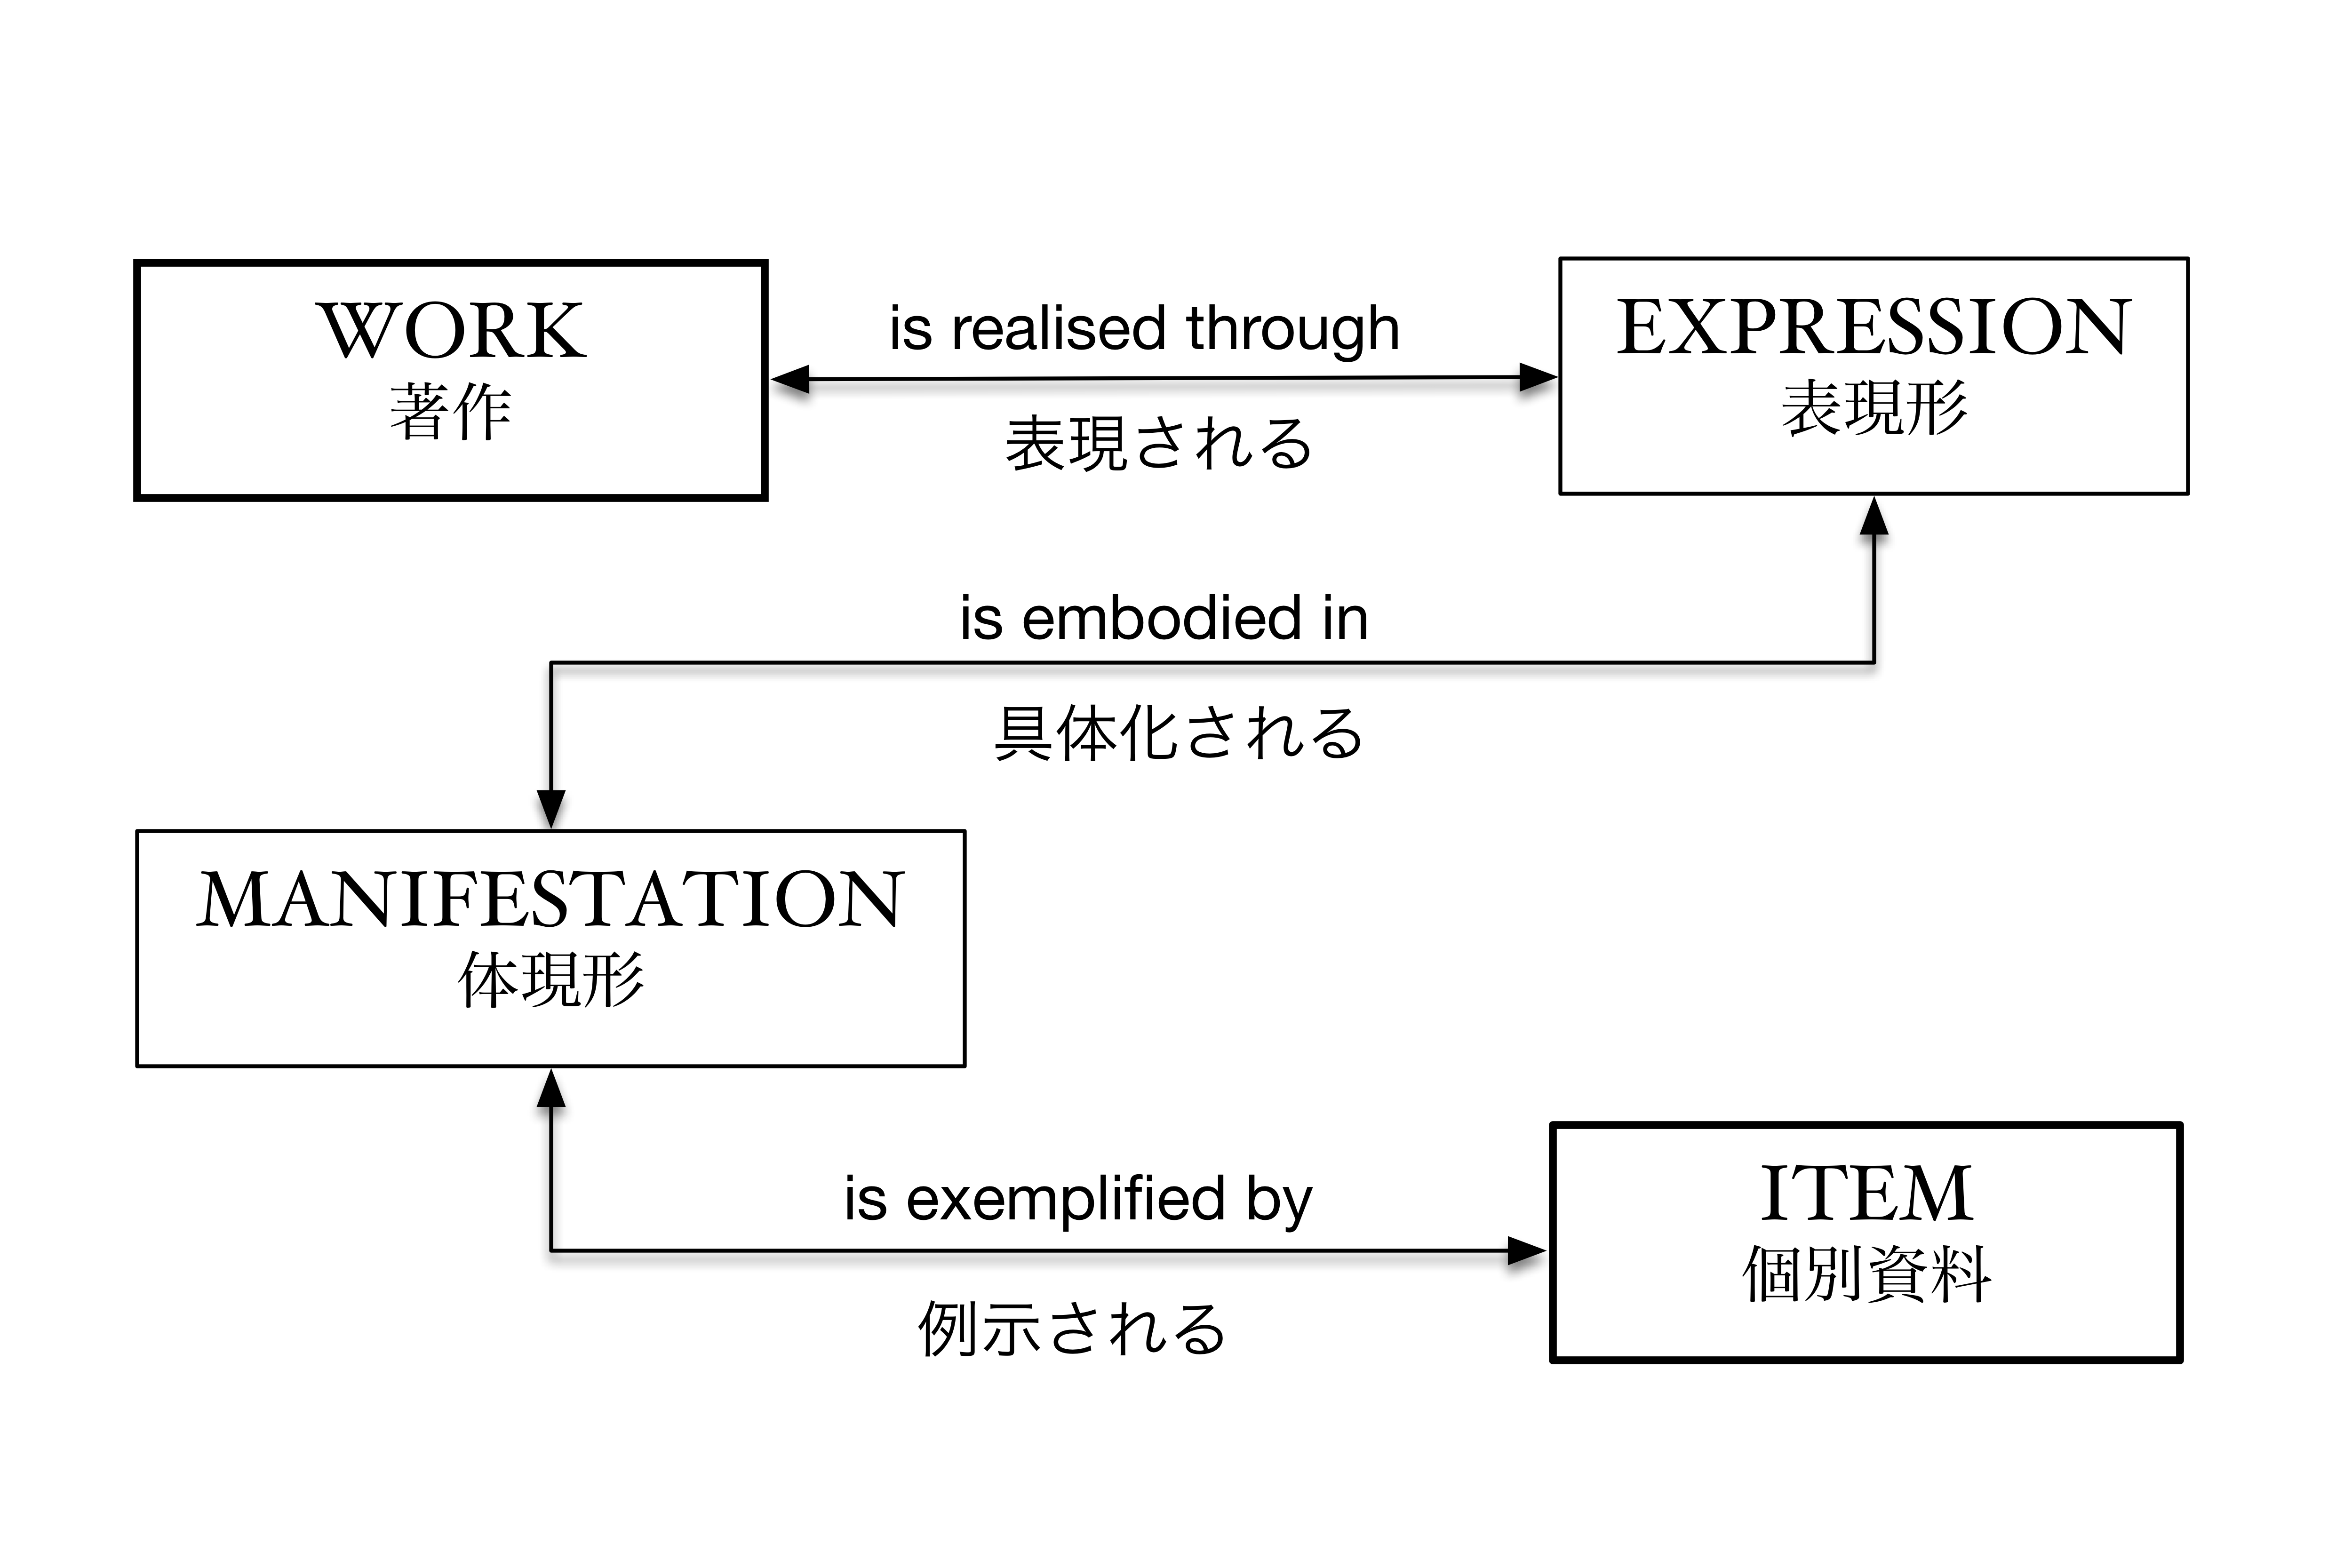 WORK
著作
is realised through
表現される
EXPRESSION
表現形
is embodied in
具体化される
MANIFESTATION
体現形
is exemplified by
例示される
ITEM
個別資料